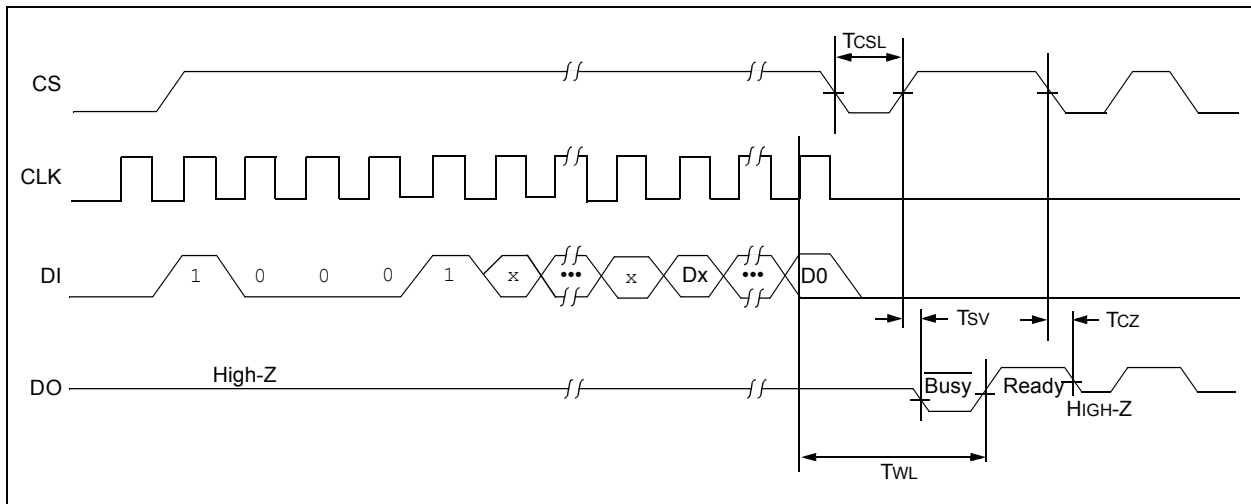 TCSL
CS
CLK
DI
1 0 0 0 1 x ••• x Dx ••• D0
TSV
TCZ
DO
High-Z
Busy
Ready
HIGH-Z
TWL